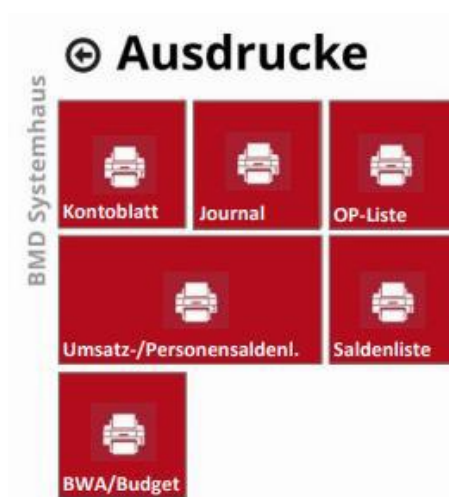 Ausdrucke
BMD Systemhaus
Kontoblatt
Journal
OP-Liste
Umsatz-/Personensaldenl.
Saldenliste
BWA/Budget